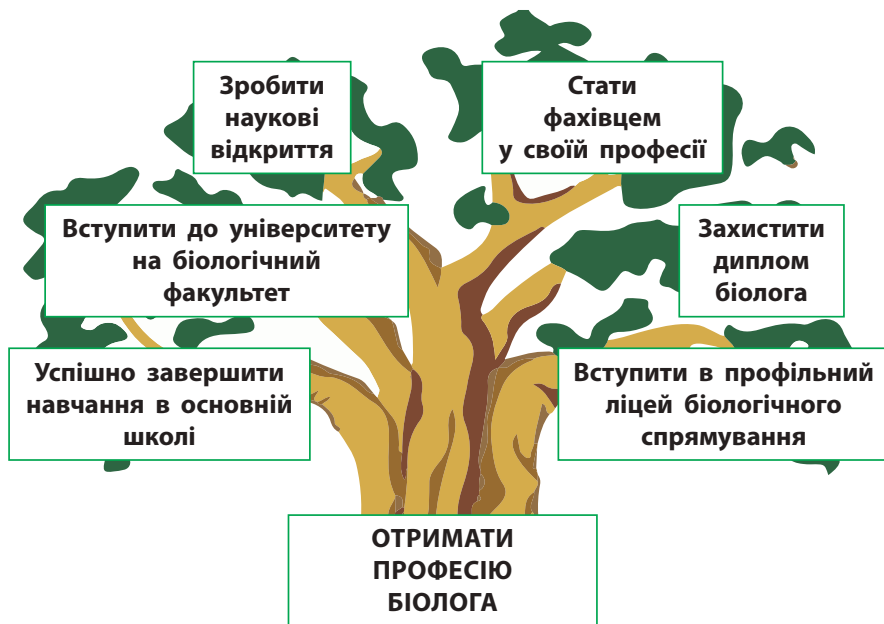 Зробити
наукові
відкриття
Стати
фахівцем
у своїй професії
Вступити до університету
на біологічний
факультет
Захистити
диплом
біолога
Успішно завершити
навчання в основній
школі
Вступити в профільний
ліцей біологічного
спрямування
ОТРИМАТИ
ПРОФЕСІЮ
БІОЛОГА